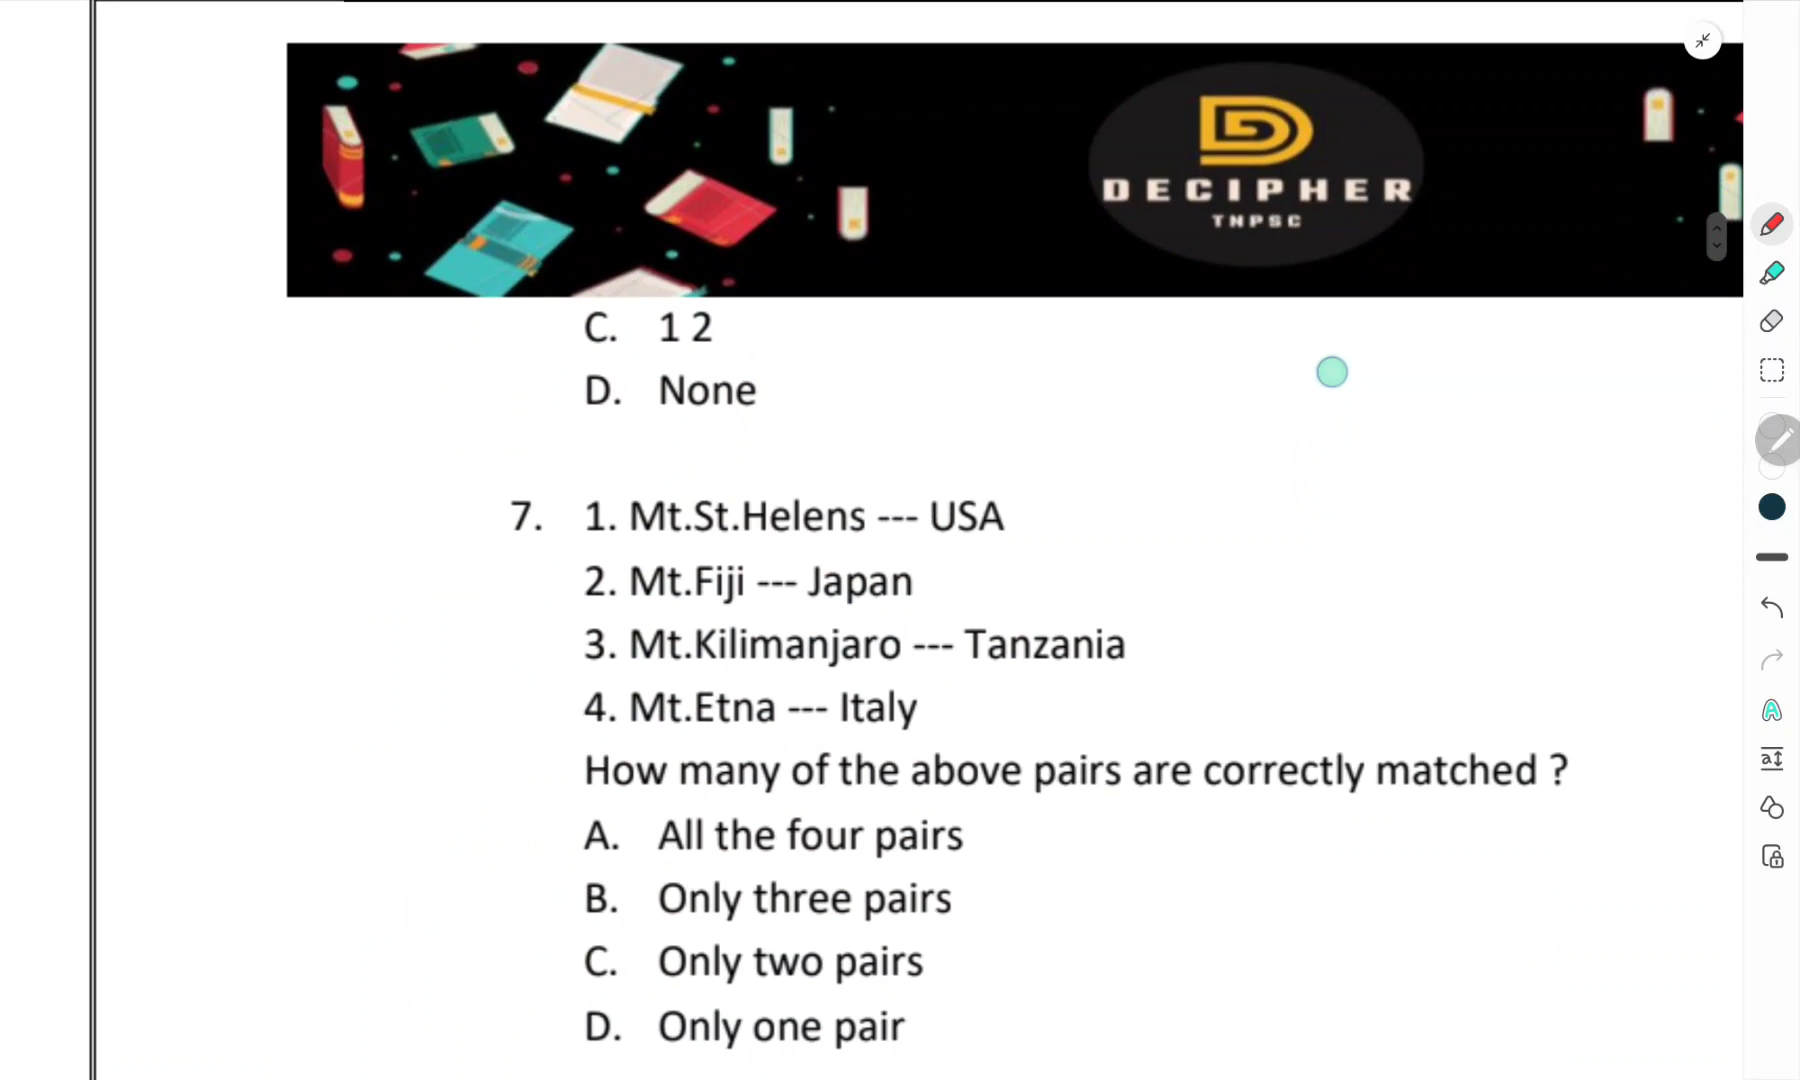 DECIPHER
TNPSC
C. 1 2
D. None
7. 1. Mt.St.Helens --- USA
2. Mt.Fiji --- Japan
3. Mt.Kilimanjaro --- Tanzania
4. Mt.Etna --- Italy
How many of the above pairs are correctly matched ?
A. All the four pairs
B. Only three pairs
C. Only two pairs
D. Only one pair